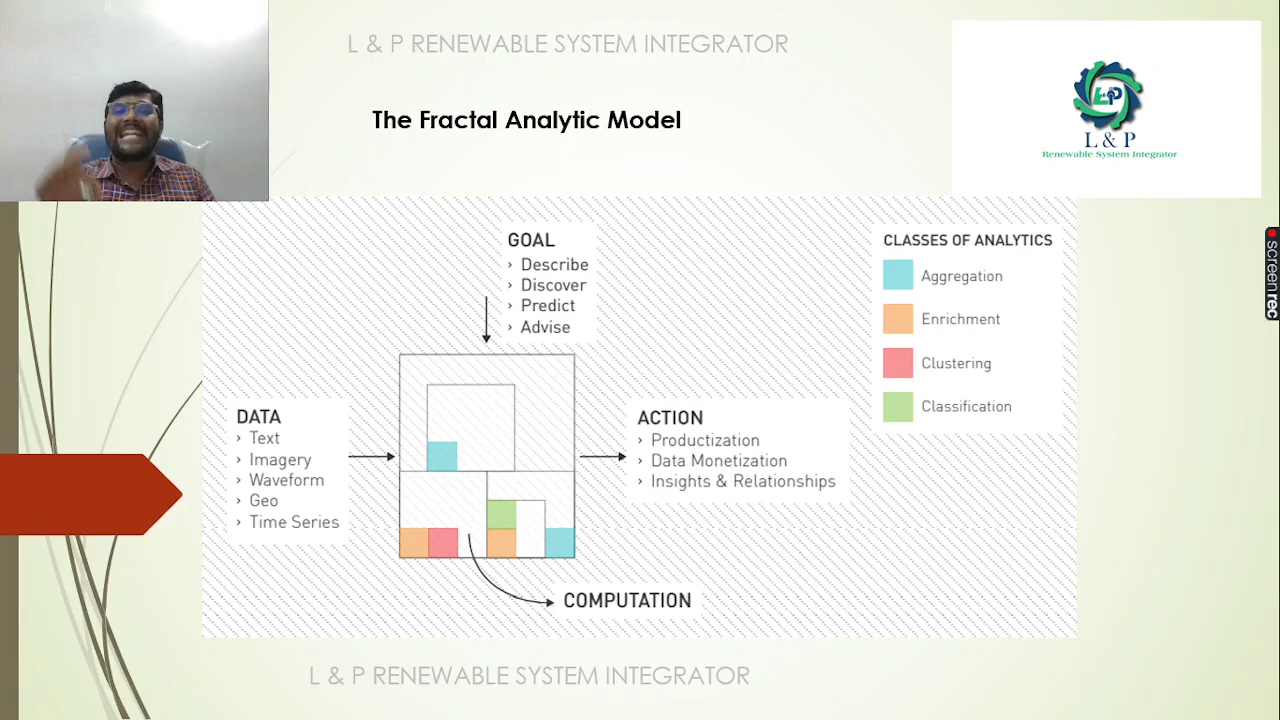 L & P RENEWABLE SYSTEM INTEGRATOR
The Fractal Analytic Model
L&P
L & P
Renewable System Integrator
GOAL
› Describe
› Discover
› Predict
› Advise
CLASSES OF ANALYTICS
Aggregation
Enrichment
Clustering
Classification
DATA
› Text
› Imagery
› Waveform
› Geo
› Time Series
ACTION
› Productization
› Data Monetization
› Insights & Relationships
COMPUTATION
L & P RENEWABLE SYSTEM INTEGRATOR
screenrec